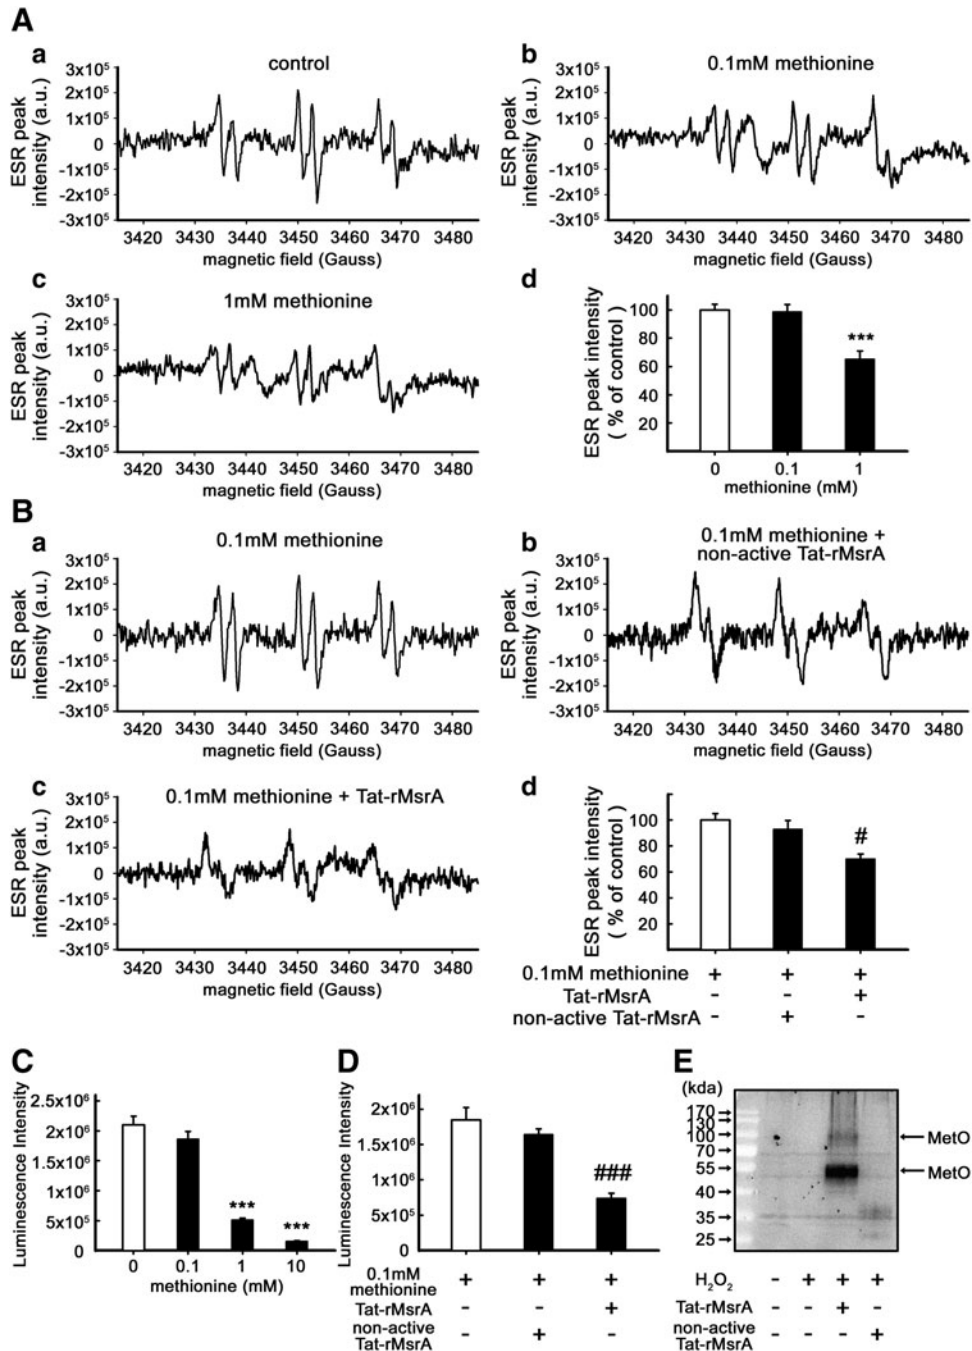 A
a
control
3x10⁵
2x10⁵
1x10⁵
0
-1x10⁵
-2x10⁵
-3x10⁵
ESR peak
intensity (a.u.)
3420 3430 3440 3450 3460 3470 3480
magnetic field (Gauss)
b
0.1mM methionine
3x10⁵
2x10⁵
1x10⁵
0
-1x10⁵
-2x10⁵
-3x10⁵
ESR peak
intensity (a.u.)
3420 3430 3440 3450 3460 3470 3480
magnetic field (Gauss)
c
1mM methionine
3x10⁵
2x10⁵
1x10⁵
0
-1x10⁵
-2x10⁵
-3x10⁵
ESR peak
intensity (a.u.)
3420 3430 3440 3450 3460 3470 3480
magnetic field (Gauss)
d
ESR peak intensity
( % of control )
100
80
60
40
20
***
0 0.1 1
methionine (mM)
B
a
0.1mM methionine
3x10⁵
2x10⁵
1x10⁵
0
-1x10⁵
-2x10⁵
-3x10⁵
ESR peak
intensity (a.u.)
3420 3430 3440 3450 3460 3470 3480
magnetic field (Gauss)
b
0.1mM methionine +
non-active Tat-rMsrA
3x10⁵
2x10⁵
1x10⁵
0
-1x10⁵
-2x10⁵
-3x10⁵
ESR peak
intensity (a.u.)
3420 3430 3440 3450 3460 3470 3480
magnetic field (Gauss)
c
0.1mM methionine + Tat-rMsrA
3x10⁵
2x10⁵
1x10⁵
0
-1x10⁵
-2x10⁵
-3x10⁵
ESR peak
intensity (a.u.)
3420 3430 3440 3450 3460 3470 3480
magnetic field (Gauss)
d
ESR peak intensity
( % of control )
100
80
60
40
20
#
0.1mM methionine + + +
Tat-rMsrA - - +
non-active Tat-rMsrA - + -
C
Luminescence Intensity
2.5x10⁶
2x10⁶
1.5x10⁶
1x10⁶
5x10⁵
0
*** ***
0 0.1 1 10
methionine (mM)
D
Luminescence Intensity
2x10⁶
1.5x10⁶
1x10⁶
5x10⁵
0
###
0.1mM
methionine + + +
Tat-rMsrA - - +
non-active
Tat-rMsrA - + -
E
(kda)
170
130
100
70
55
40
35
25
MetO
MetO
H₂O₂ - + + +
Tat-rMsrA - - + -
non-active
Tat-rMsrA - - - +